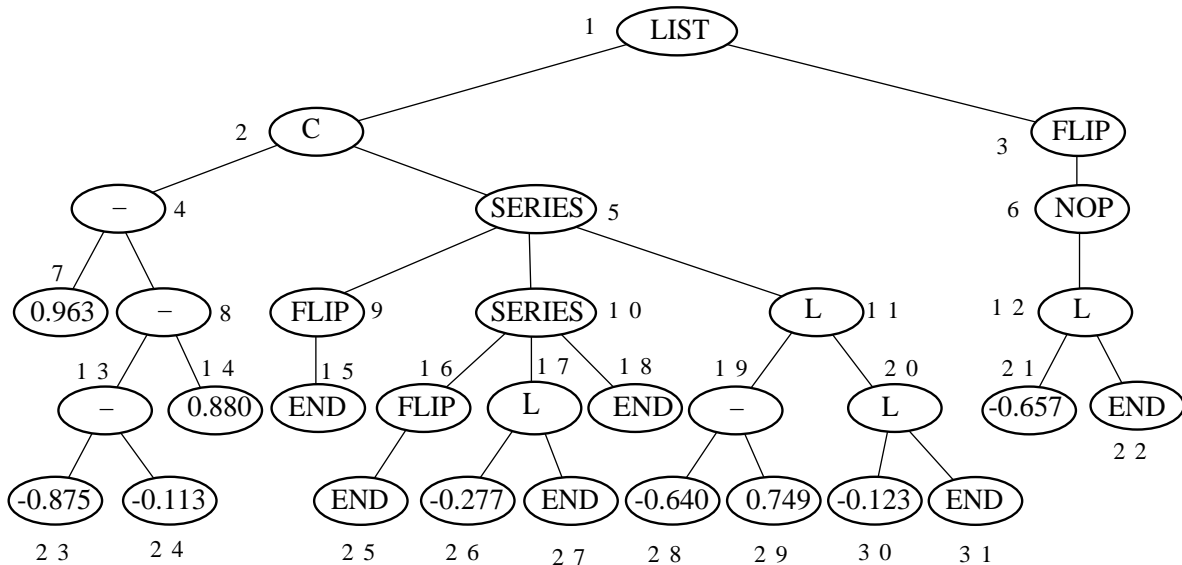 1 LIST
2 C 3 FLIP
– 4 SERIES 5 6 NOP
7
0.963 – 8 FLIP 9 SERIES 10 L 11 12 L
13 14 15 16 17 18 19 20 21
– 0.880 END FLIP L END – L -0.657 END
22
-0.875 -0.113 END -0.277 END -0.640 0.749 -0.123 END
23 24 25 26 27 28 29 30 31